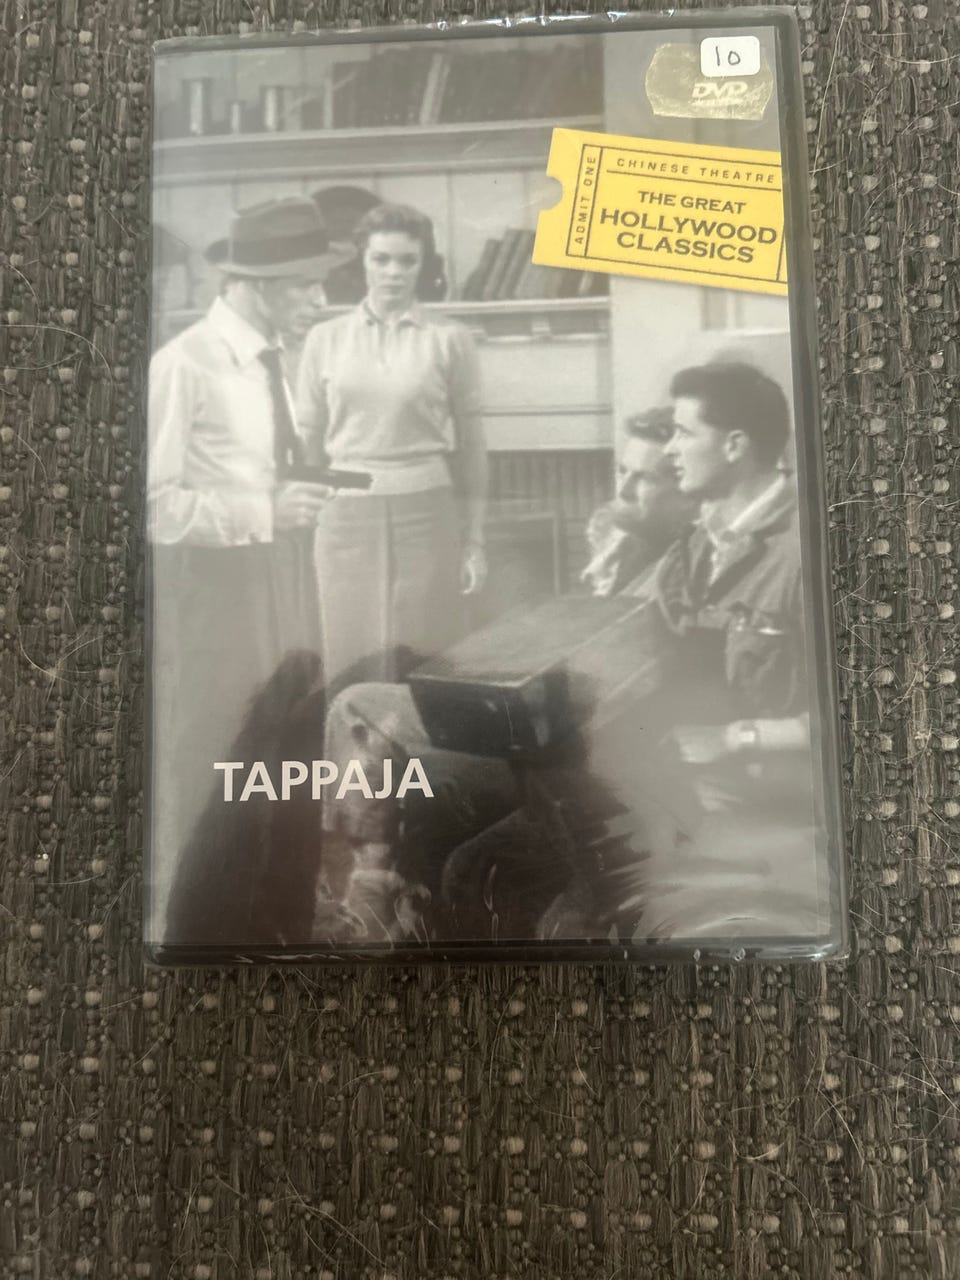 10
DVD
ADMIT ONE
CHINESE THEATRE
THE GREAT
HOLLYWOOD
CLASSICS
TAPPAJA